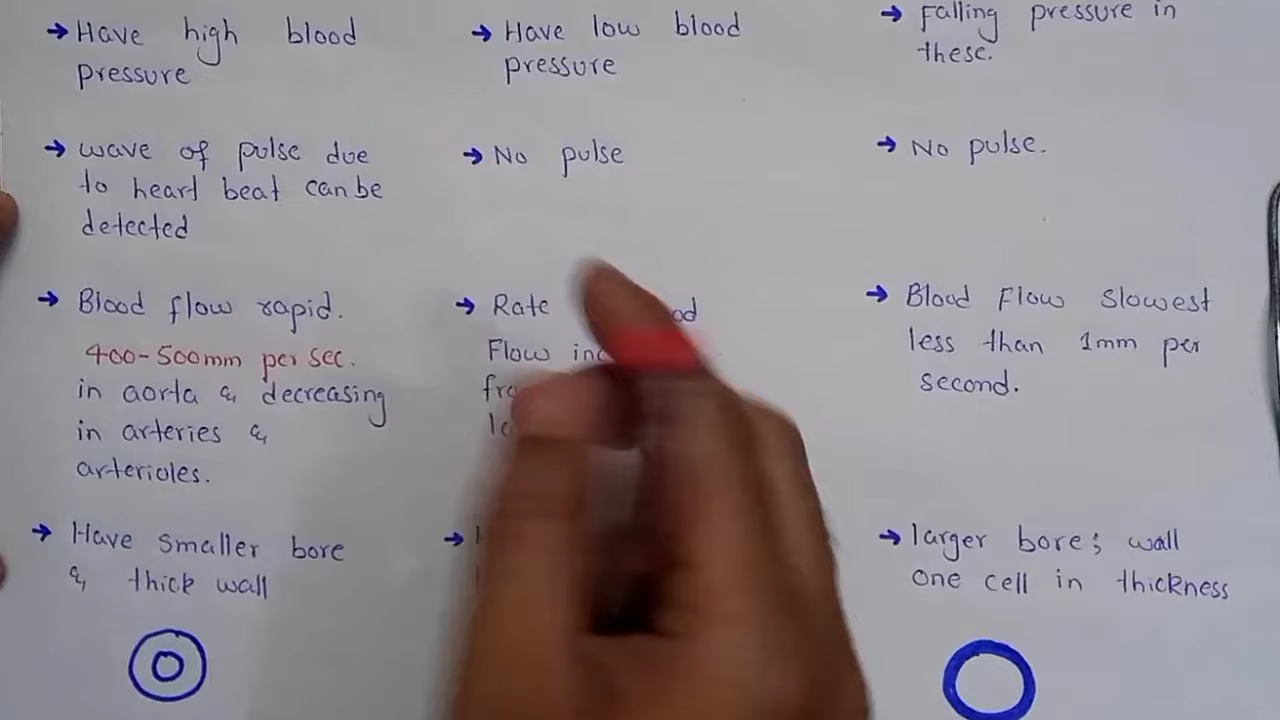 → Have high blood
pressure
→ wave of pulse due
to heart beat can be
detected
→ Blood flow rapid.
400-500mm per sec.
in aorta & decreasing
in arteries &
arterioles.
→ Have smaller bore
& thick wall
→ Have low blood
pressure
→ No pulse
→ Rate
Flow
→
→ Falling pressure in
these.
→ No pulse.
→ Blood Flow slowest
less than 1mm per
second.
→ larger bore; wall
one cell in thickness